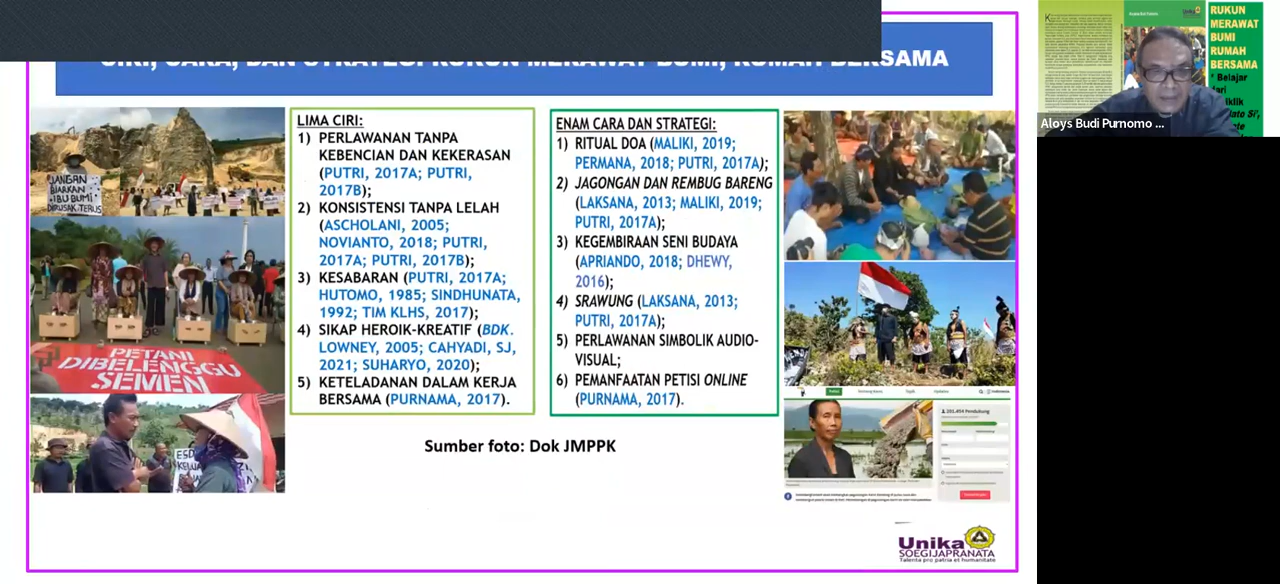 CIRI, CARA, DAN STRATEGI RUKUN MERAWAT BUMI, RUMAH BERSAMA
LIMA CIRI:
1) PERLAWANAN TANPA
KEBENCIAN DAN KEKERASAN
(PUTRI, 2017A; PUTRI,
2017B);
2) KONSISTENSI TANPA LELAH
(ASCHOLANI, 2005;
NOVIANTO, 2018; PUTRI,
2017A; PUTRI, 2017B);
3) KESABARAN (PUTRI, 2017A;
HUTOMO, 1985; SINDHUNATA,
1992; TIM KLHS, 2017);
4) SIKAP HEROIK-KREATIF (BDK.
LOWNEY, 2005; CAHYADI, SJ,
2021; SUHARYO, 2020);
5) KETELADANAN DALAM KERJA
BERSAMA (PURNAMA, 2017).
ENAM CARA DAN STRATEGI:
1) RITUAL DOA (MALIKI, 2019;
PERMANA, 2018; PUTRI, 2017A);
2) JAGONGAN DAN REMBUG BARENG
(LAKSANA, 2013; MALIKI, 2019;
PUTRI, 2017A);
3) KEGEMBIRAAN SENI BUDAYA
(APRIANDO, 2018; DHEWY,
2016);
4) SRAWUNG (LAKSANA, 2013;
PUTRI, 2017A);
5) PERLAWANAN SIMBOLIK AUDIO-
VISUAL;
6) PEMANFAATAN PETISI ONLINE
(PURNAMA, 2017).
Sumber foto: Dok JMPPK
JANGAN
BIARKAN
IBU BUMI
DIRUSAK TERUS
PETANI
DIBELENGGU
SEMEN
201,454 Pendukung
Unika
SOEGIJAPRANATA
Talenta pro patria et humanitate
Unika
RUKUN
MERAWAT
BUMI
RUMAH
BERSAMA
* Belajar
Aloys Budi Purnomo ...